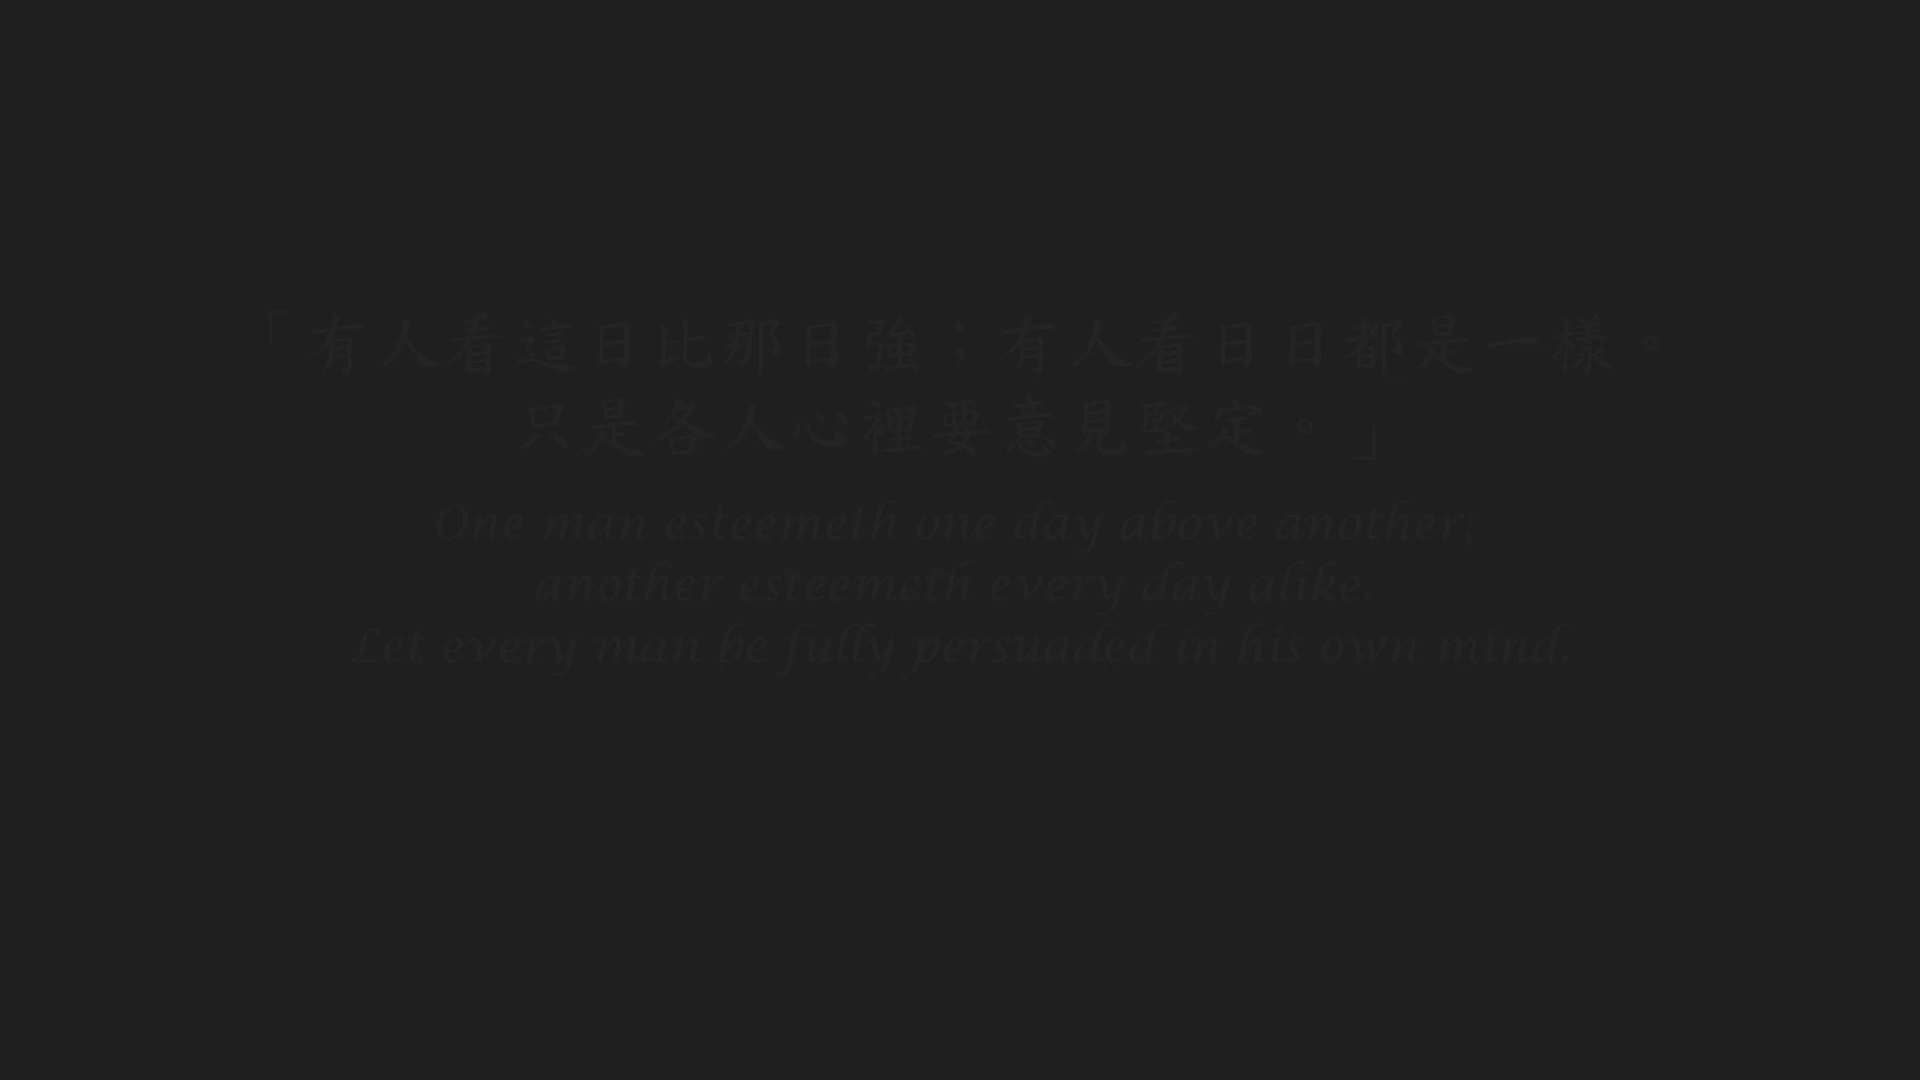 「有人看這日比那日強；有人看日日都是一樣。
只是各人心裡要意見堅定。」
One man esteemeth one day above another;
another esteemeth every day alike.
Let every man be fully persuaded in his own mind.